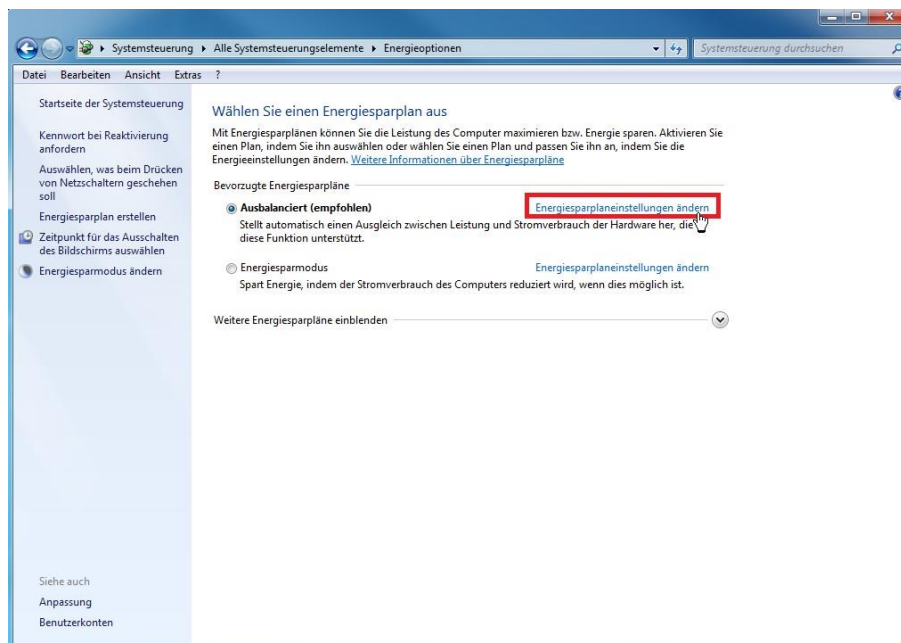 Systemsteuerung ▸ Alle Systemsteuerungselemente ▸ Energieoptionen
Systemsteuerung durchsuchen
Datei Bearbeiten Ansicht Extras ?
Startseite der Systemsteuerung
Kennwort bei Reaktivierung
anfordern
Auswählen, was beim Drücken
von Netzschaltern geschehen
soll
Energiesparplan erstellen
Zeitpunkt für das Ausschalten
des Bildschirms auswählen
Energiesparmodus ändern
Wählen Sie einen Energiesparplan aus
Mit Energiesparplänen können Sie die Leistung des Computer maximieren bzw. Energie sparen. Aktivieren Sie
einen Plan, indem Sie ihn auswählen oder wählen Sie einen Plan und passen Sie ihn an, indem Sie die
Energieeinstellungen ändern. Weitere Informationen über Energiesparpläne
Bevorzugte Energiesparpläne
Ausbalanciert (empfohlen) Energiesparplaneinstellungen ändern
Stellt automatisch einen Ausgleich zwischen Leistung und Stromverbrauch der Hardware her, die
diese Funktion unterstützt.
Energiesparmodus Energiesparplaneinstellungen ändern
Spart Energie, indem der Stromverbrauch des Computers reduziert wird, wenn dies möglich ist.
Weitere Energiesparpläne einblenden
Siehe auch
Anpassung
Benutzerkonten